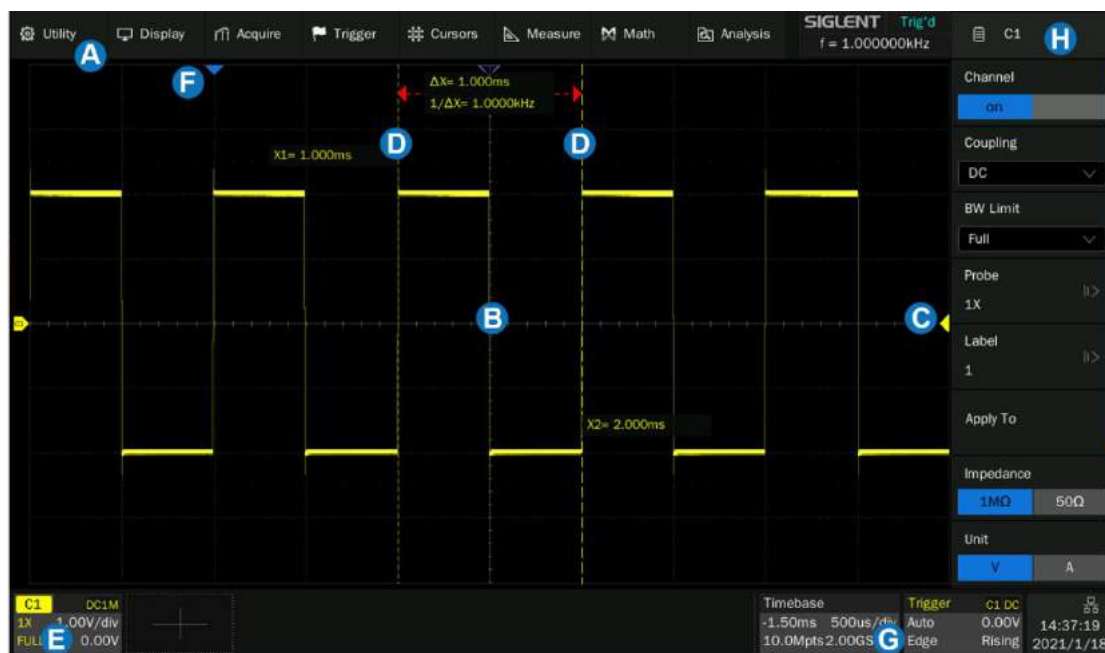 Utility Display Acquire Trigger Cursors Measure Math Analysis
SIGLENT Trig'd
f = 1.000000kHz
C1
H
A
F
ΔX= 1.000ms
1/ΔX= 1.0000kHz
X1= 1.000ms
D
D
B
C
X2= 2.000ms
Channel
on
Coupling
DC
BW Limit
Full
Probe
1X
Label
1
Apply To
Impedance
1MΩ 50Ω
Unit
V A
C1 DC1M
1X 1.00V/div
FULL 0.00V
E
Timebase
-1.50ms 500us/div
10.0Mpts 2.00GS
G
Trigger C1 DC
Auto 0.00V
Edge Rising
14:37:19
2021/1/18